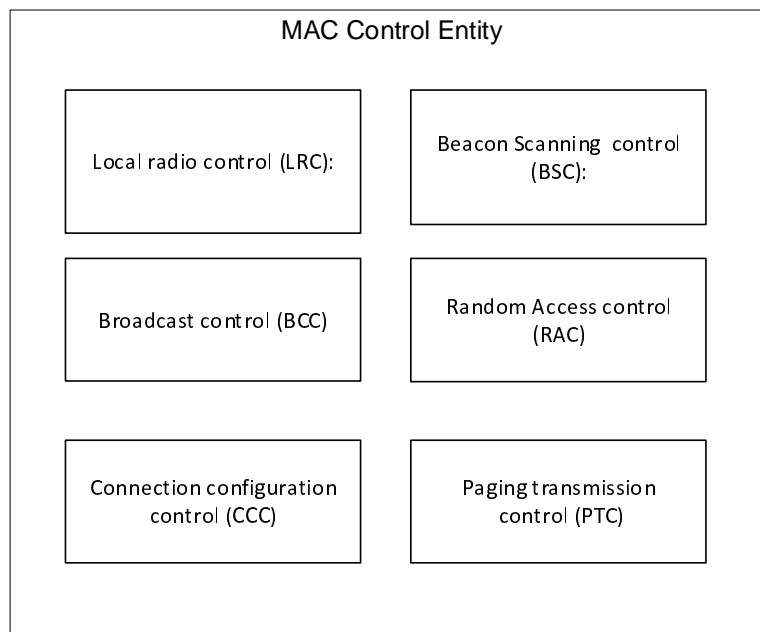 MAC Control Entity
Local radio control (LRC):
Beacon Scanning control
(BSC):
Broadcast control (BCC)
Random Access control
(RAC)
Connection configuration
control (CCC)
Paging transmission
control (PTC)